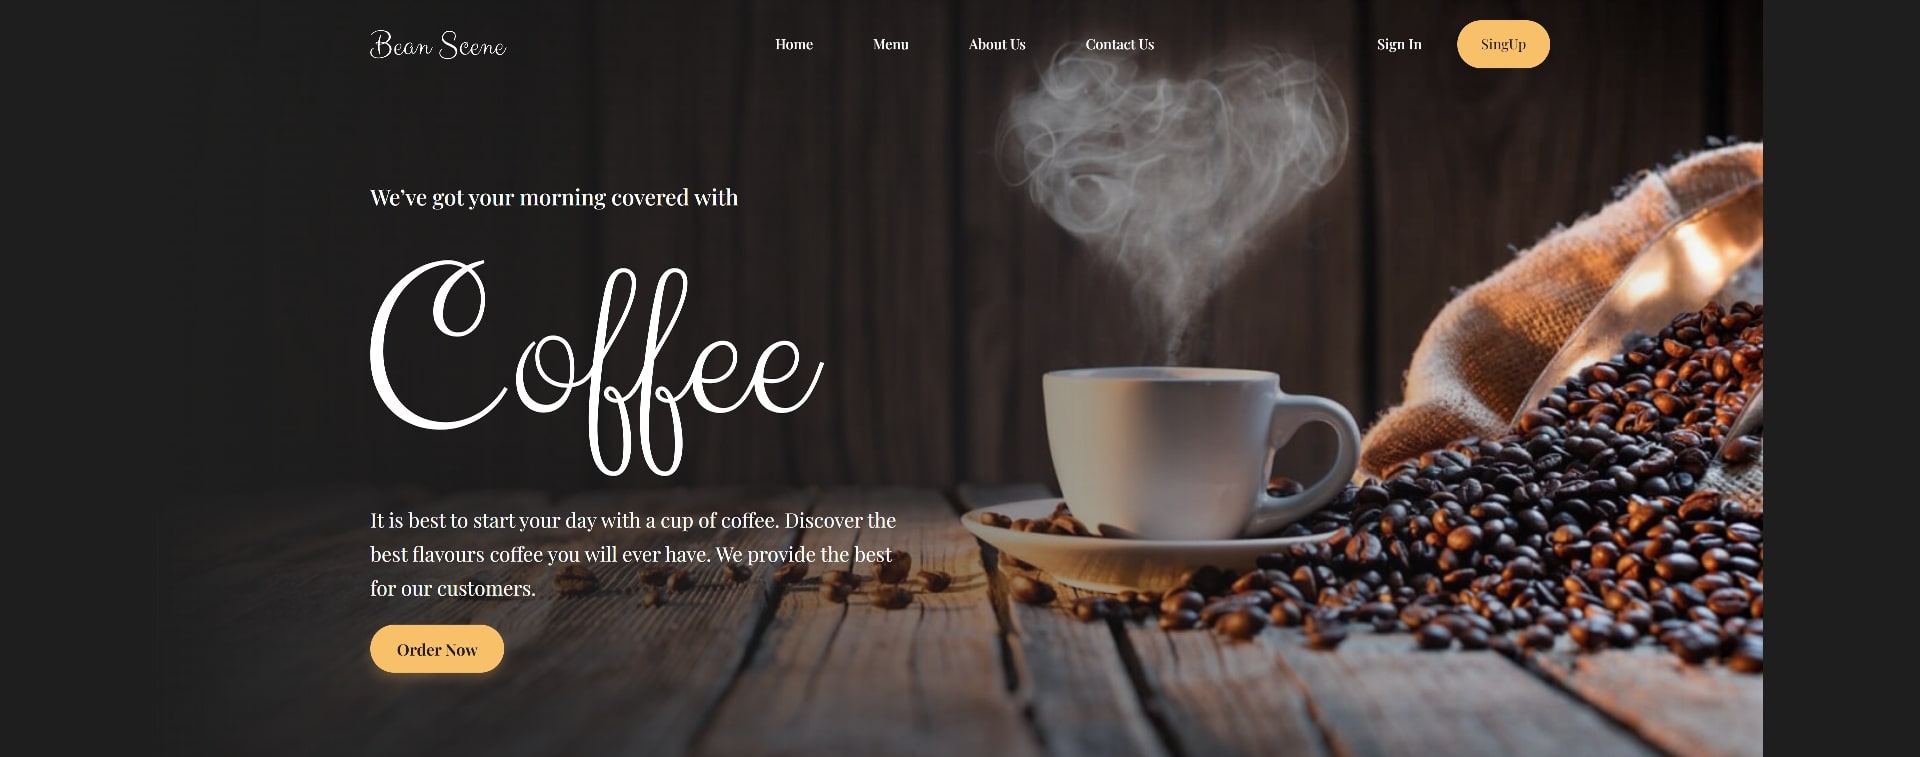 Bean Scene
Home Menu About Us Contact Us Sign In SingUp
We’ve got your morning covered with
Coffee
It is best to start your day with a cup of coffee. Discover the
best flavours coffee you will ever have. We provide the best
for our customers.
Order Now